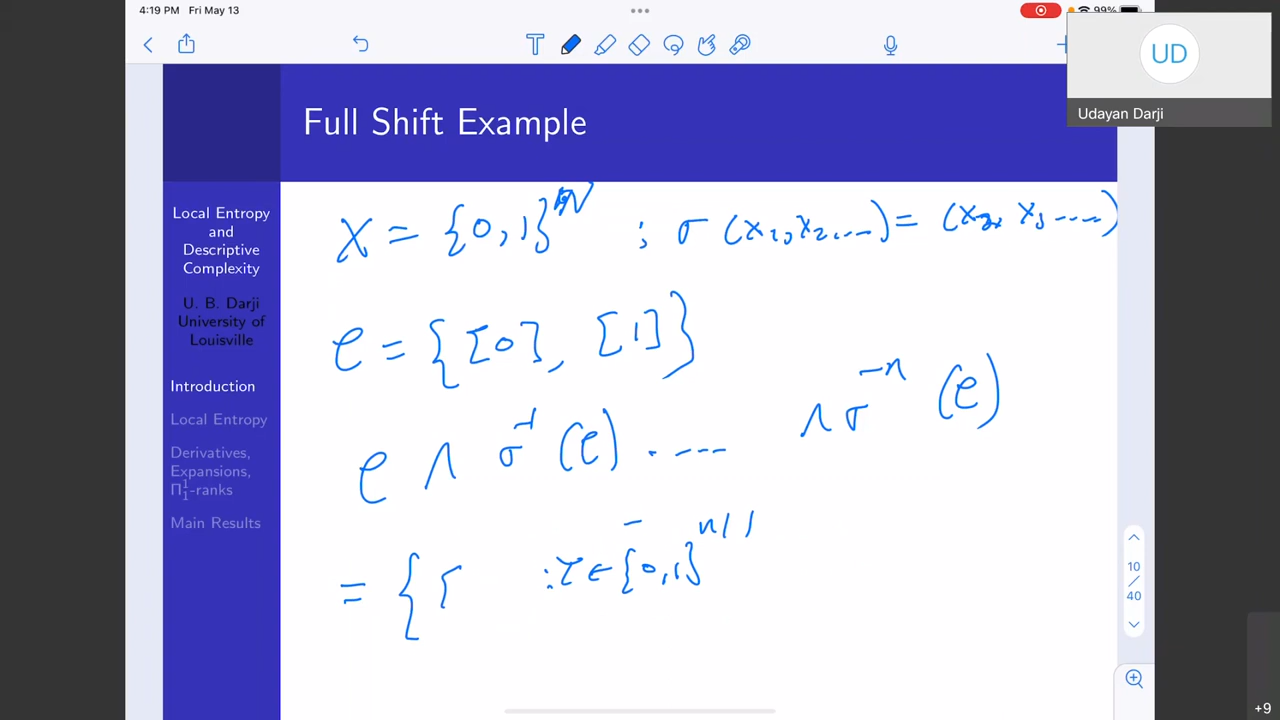 4:19 PM Fri May 13
99%
UD
Udayan Darji
Full Shift Example
Local Entropy
and
Descriptive
Complexity
U. B. Darji
University of
Louisville
Introduction
Local Entropy
Derivatives,
Expansions,
Π¹₁-ranks
Main Results
X = {0,1}^ℕ ; σ(x₁,x₂,...) = (x₂, x₃ ....)
𝒞 = {[0], [1]}
𝒞 ∧ σ⁻¹(𝒞) ..... ∧ σ⁻ⁿ(𝒞)
= {[ : τ ∈ {0,1}
10
/
40
+9